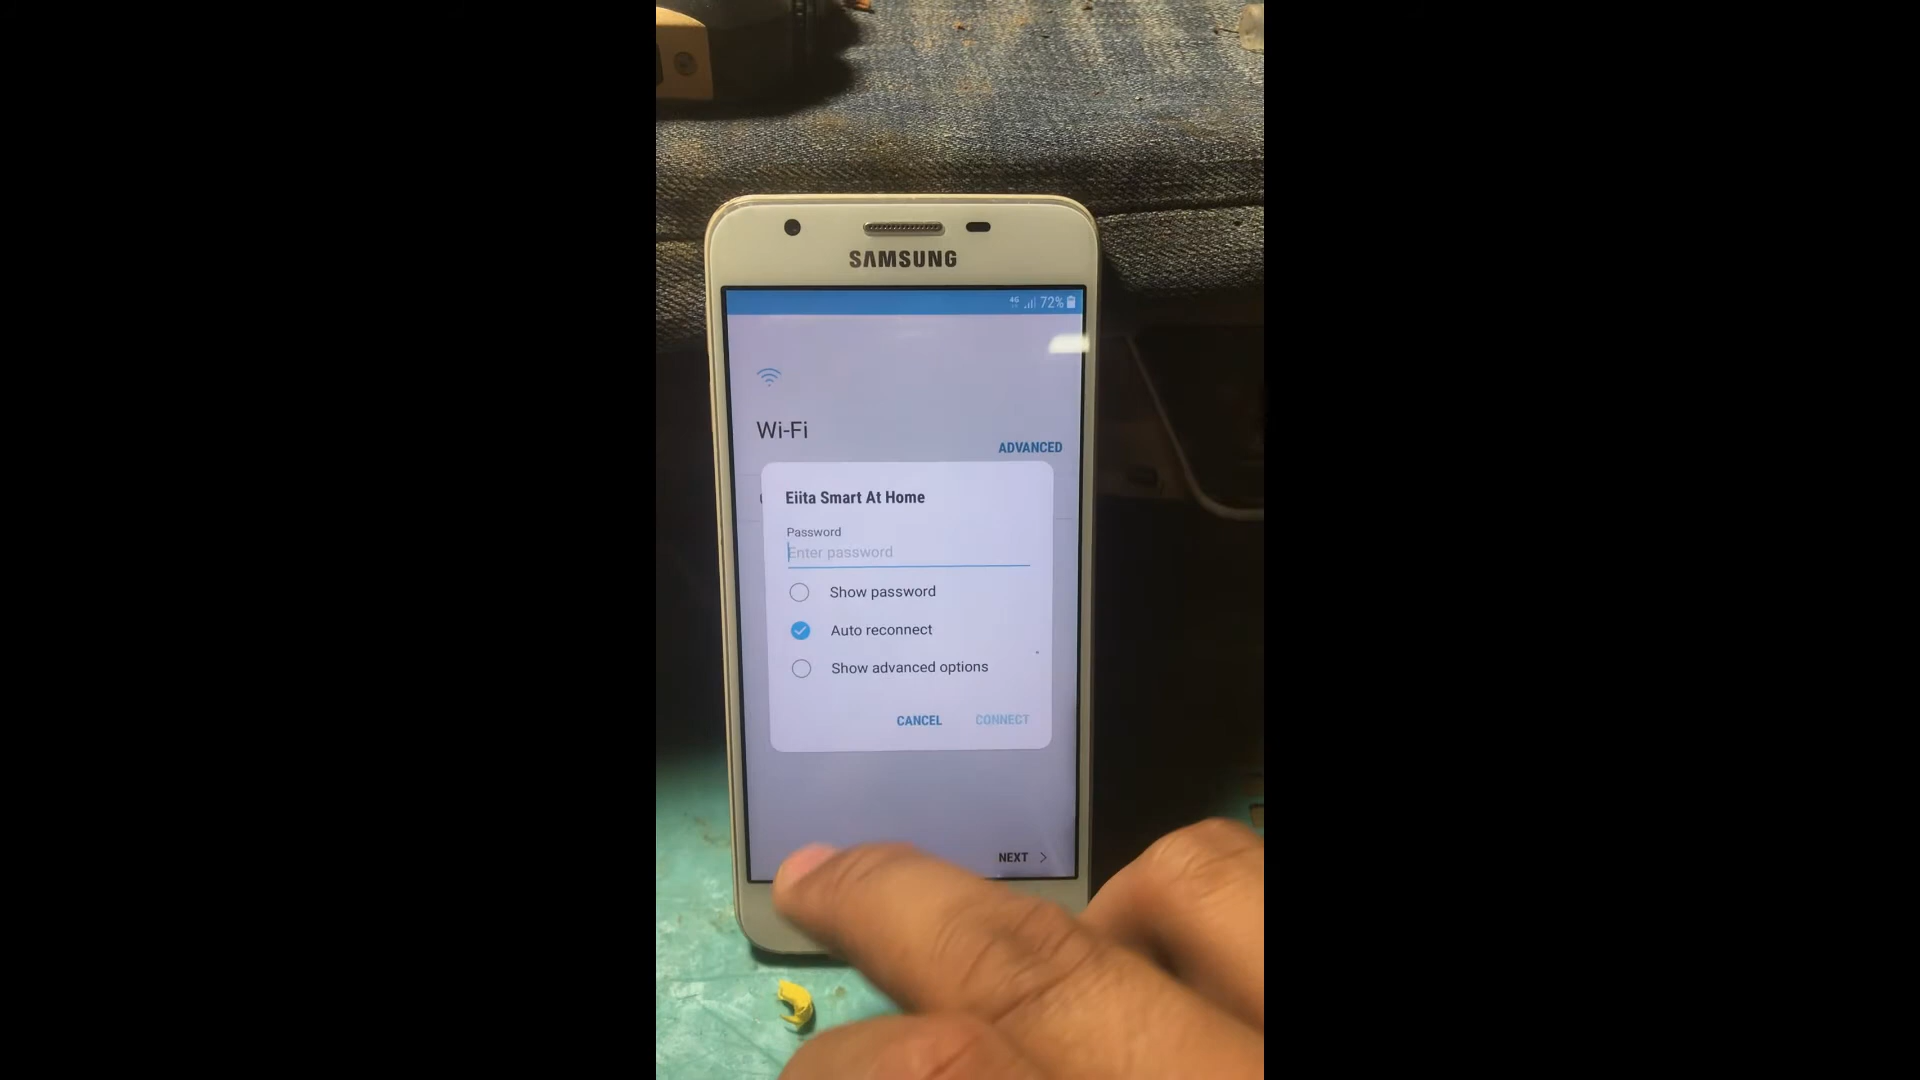 SAMSUNG
4G 72%
Wi-Fi
ADVANCED
Eiita Smart At Home
Password
Enter password
Show password
Auto reconnect
Show advanced options
CANCEL CONNECT
NEXT